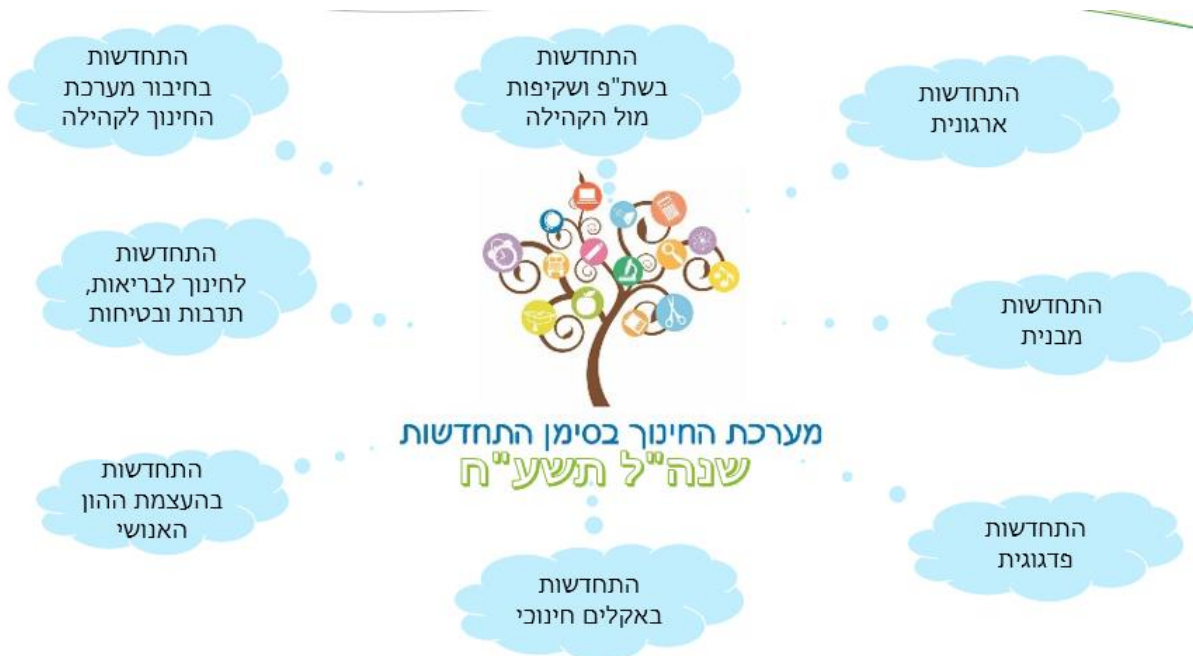 התחדשות
ארגונית
התחדשות
בשת"פ ושקיפות
מול הקהילה
התחדשות
בחיבור מערכת
החינוך לקהילה
התחדשות
מבנית
התחדשות
לחינוך לבריאות,
תרבות ובטיחות
מערכת החינוך בסימן התחדשות
שנה"ל תשע"ח
התחדשות
פדגוגית
התחדשות
באקלים חינוכי
התחדשות
בהעצמת ההון
האנושי